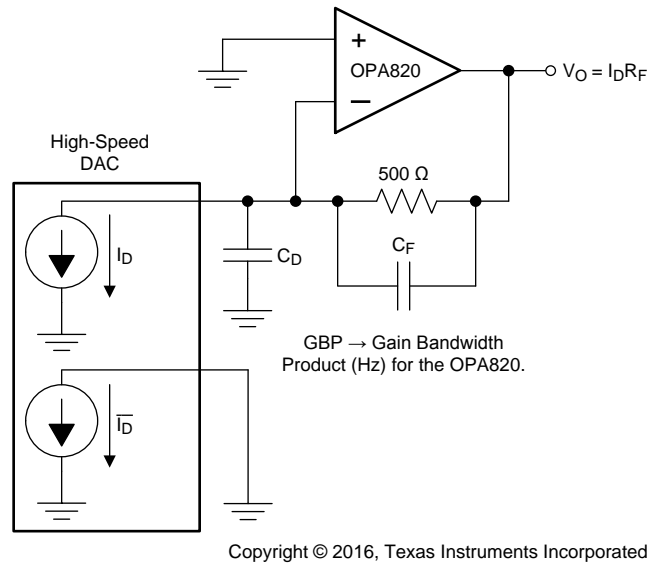 +
OPA820
−
V_O = I_DR_F
High-Speed
DAC
500 Ω
I_D
C_D
C_F
GBP → Gain Bandwidth
Product (Hz) for the OPA820.
I̅_D̅
Copyright © 2016, Texas Instruments Incorporated